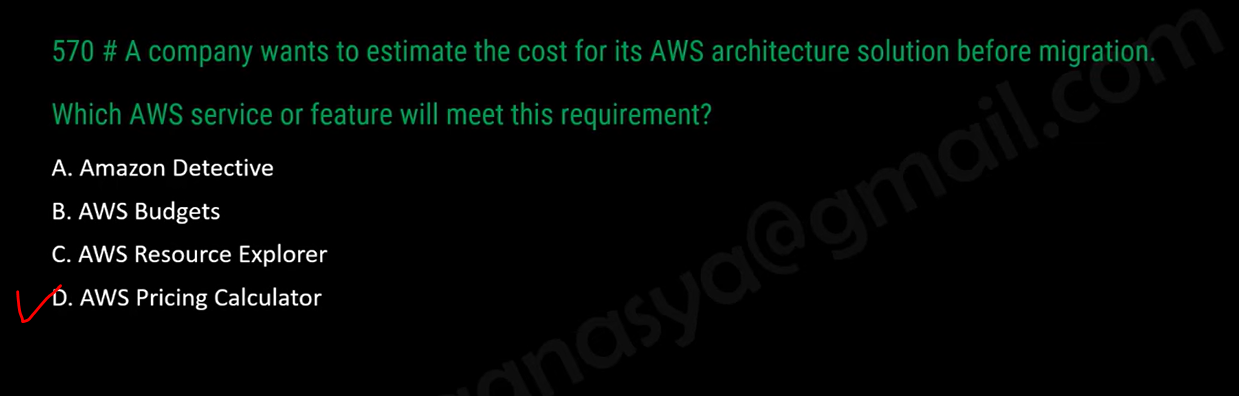 570 # A company wants to estimate the cost for its AWS architecture solution before migration.
Which AWS service or feature will meet this requirement?
A. Amazon Detective
B. AWS Budgets
C. AWS Resource Explorer
D. AWS Pricing Calculator